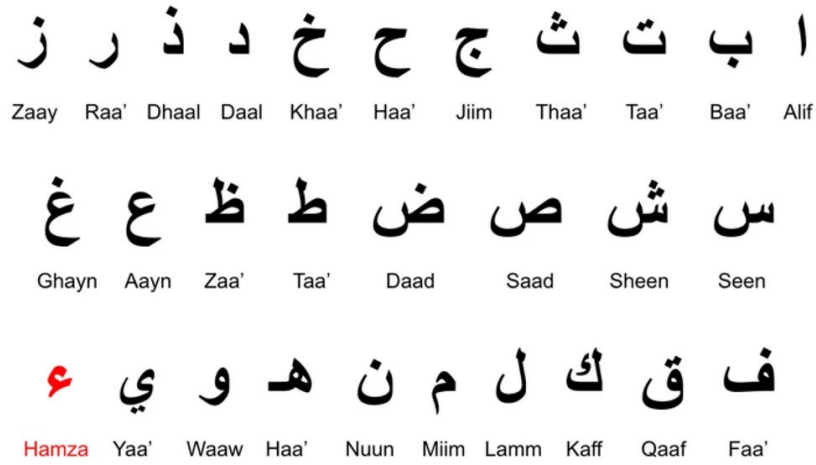 ا ب ت ث ج ح خ د ذ ر ز
Alif Baa’ Taa’ Thaa’ Jiim Haa’ Khaa’ Daal Dhaal Raa’ Zaay
س ش ص ض ط ظ ع غ
Seen Sheen Saad Daad Taa’ Zaa’ Aayn Ghayn
ف ق ك ل م ن هـ و ي ء
Faa’ Qaaf Kaff Lamm Miim Nuun Haa’ Waaw Yaa’ Hamza